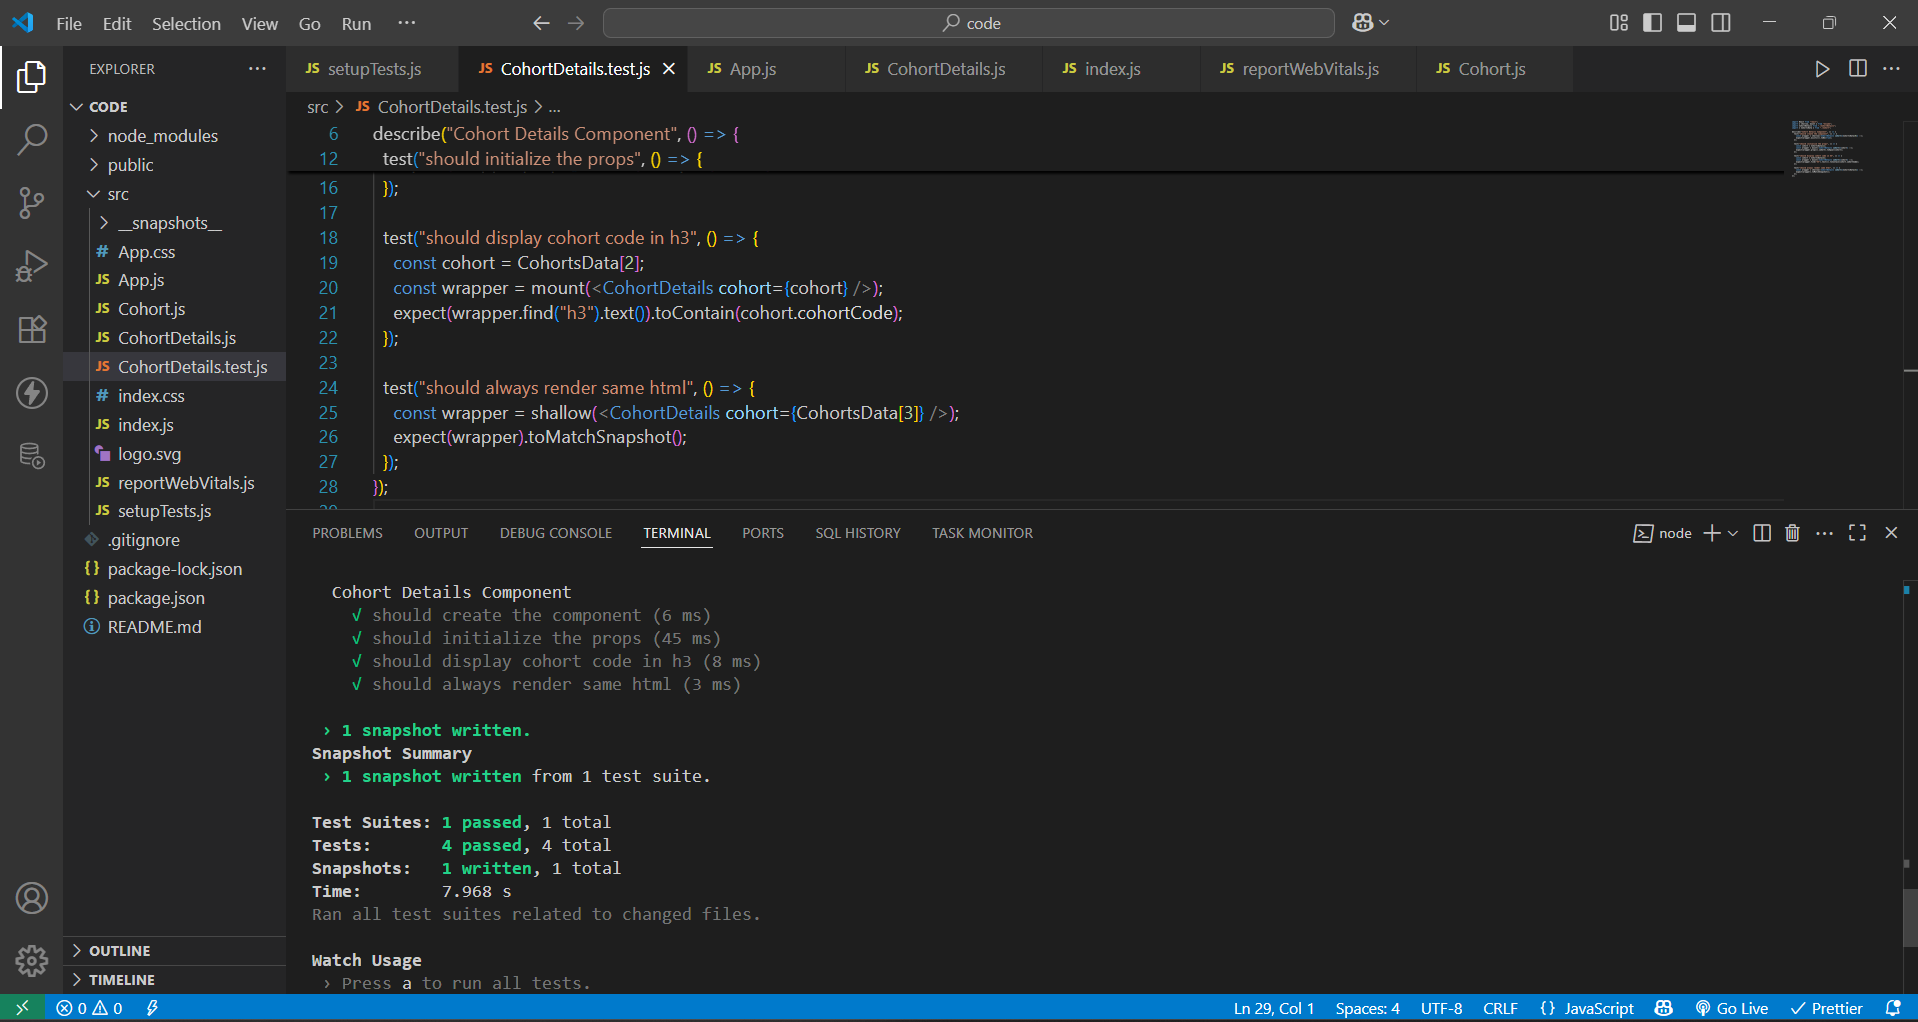 File Edit Selection View Go Run ···
code
EXPLORER ···
setupTests.js
JS CohortDetails.test.js
JS App.js
JS CohortDetails.js
JS index.js
JS reportWebVitals.js
JS Cohort.js
CODE
node_modules
public
src
__snapshots__
# App.css
JS App.js
JS Cohort.js
JS CohortDetails.js
JS CohortDetails.test.js
# index.css
JS index.js
logo.svg
JS reportWebVitals.js
JS setupTests.js
.gitignore
{} package-lock.json
{} package.json
README.md
OUTLINE
TIMELINE
src > JS CohortDetails.test.js > ...
6 describe("Cohort Details Component", () => {
12 test("should initialize the props", () => {
16 });
17
18 test("should display cohort code in h3", () => {
19 const cohort = CohortsData[2];
20 const wrapper = mount(<CohortDetails cohort={cohort} />);
21 expect(wrapper.find("h3").text()).toContain(cohort.cohortCode);
22 });
23
24 test("should always render same html", () => {
25 const wrapper = shallow(<CohortDetails cohort={CohortsData[3]} />);
26 expect(wrapper).toMatchSnapshot();
27 });
28 });
PROBLEMS OUTPUT DEBUG CONSOLE TERMINAL PORTS SQL HISTORY TASK MONITOR
node
Cohort Details Component
√ should create the component (6 ms)
√ should initialize the props (45 ms)
√ should display cohort code in h3 (8 ms)
√ should always render same html (3 ms)
› 1 snapshot written.
Snapshot Summary
› 1 snapshot written from 1 test suite.
Test Suites: 1 passed, 1 total
Tests: 4 passed, 4 total
Snapshots: 1 written, 1 total
Time: 7.968 s
Ran all test suites related to changed files.
Watch Usage
› Press a to run all tests.
0 0
Ln 29, Col 1 Spaces: 4 UTF-8 CRLF {} JavaScript Go Live Prettier